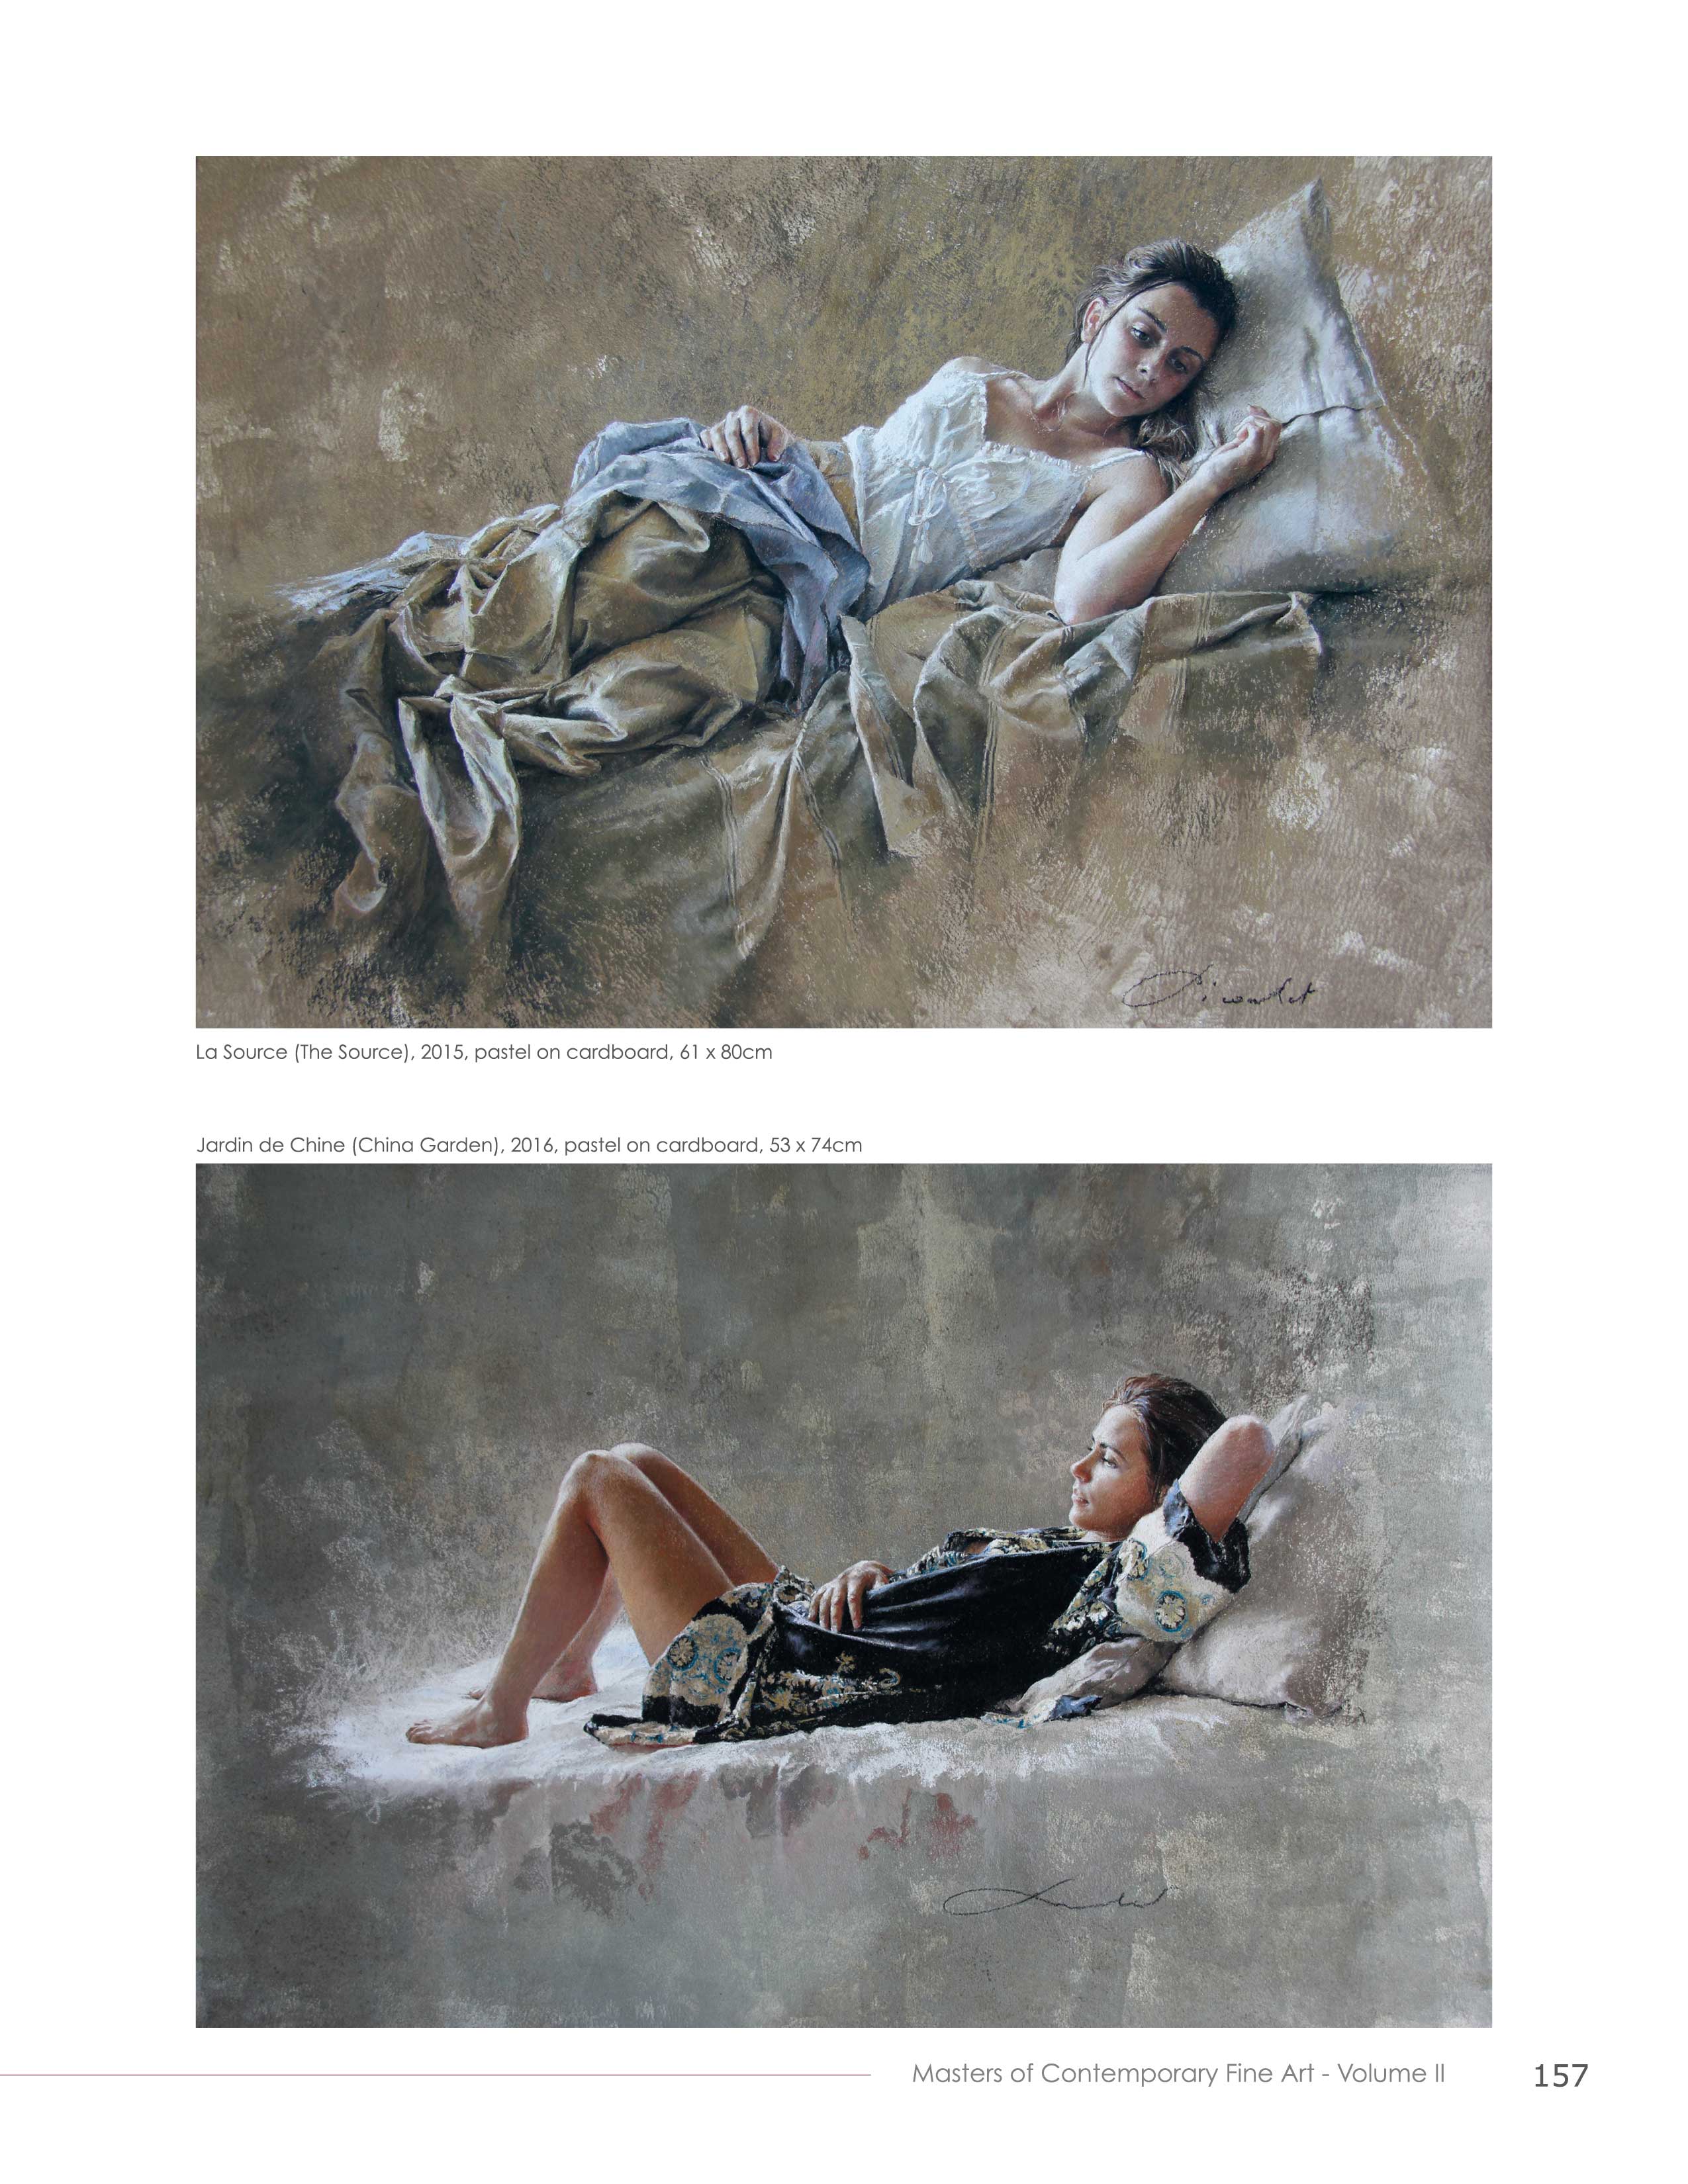 La Source (The Source), 2015, pastel on cardboard, 61 x 80cm
Jardin de Chine (China Garden), 2016, pastel on cardboard, 53 x 74cm
Masters of Contemporary Fine Art - Volume II
157